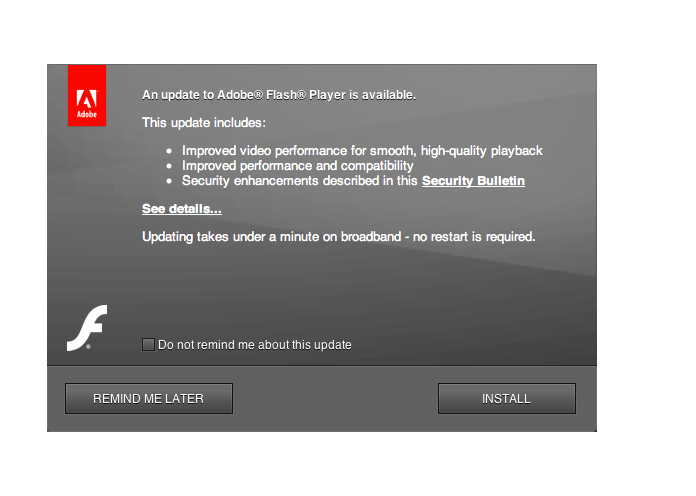 Adobe
An update to Adobe® Flash® Player is available.
This update includes:
• Improved video performance for smooth, high-quality playback
• Improved performance and compatibility
• Security enhancements described in this Security Bulletin
See details...
Updating takes under a minute on broadband - no restart is required.
Do not remind me about this update
REMIND ME LATER
INSTALL